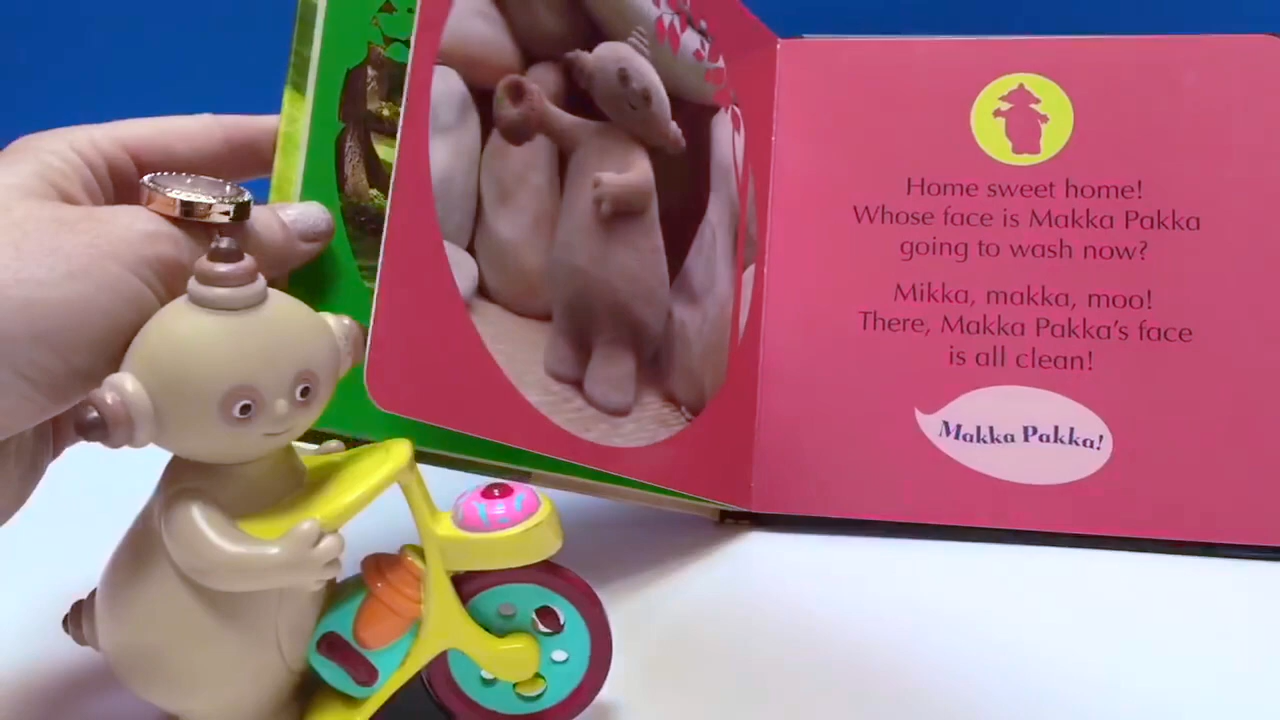 Home sweet home!
Whose face is Makka Pakka
going to wash now?
Mikka, makka, moo!
There, Makka Pakka's face
is all clean!
Makka Pakka!